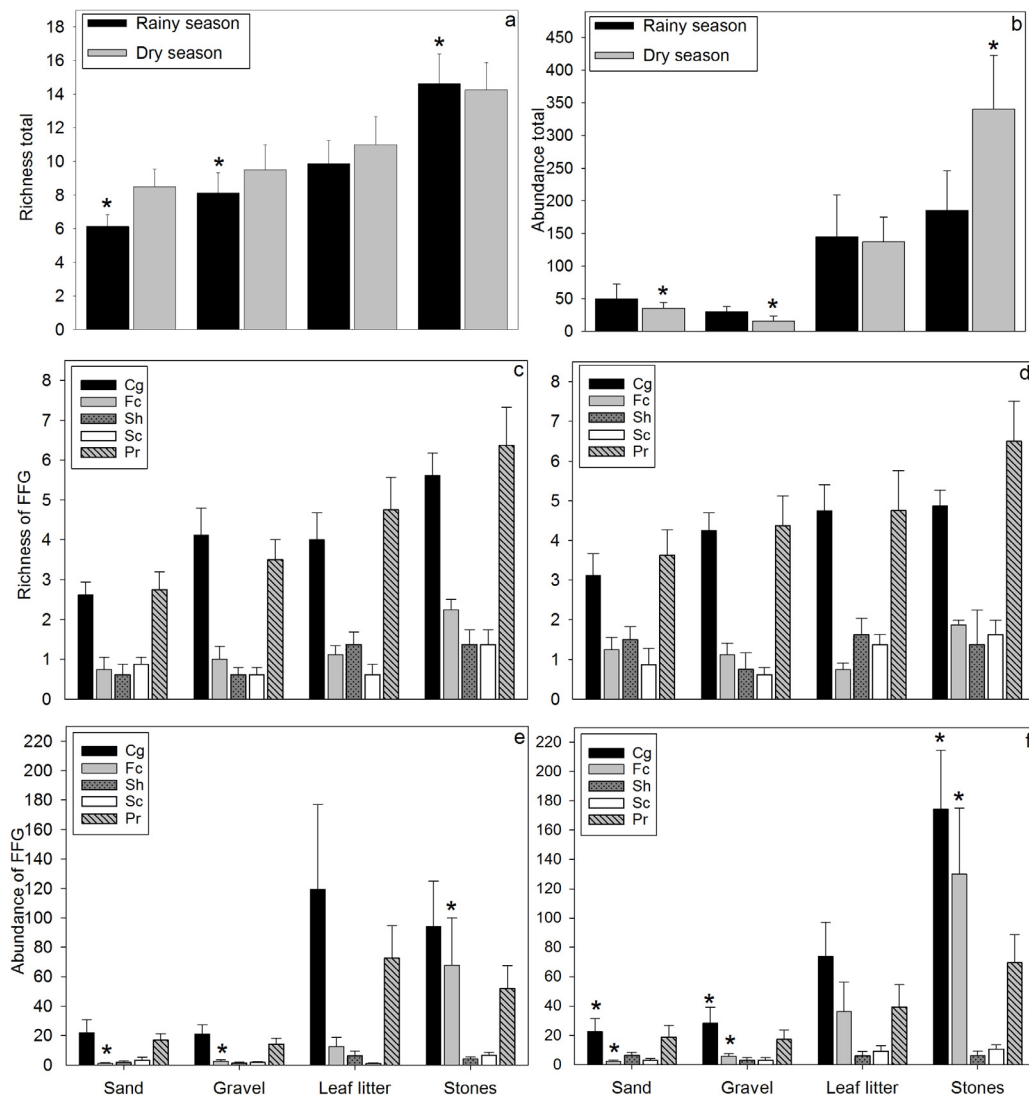 a
Rainy season
Dry season
Richness total
18
16
14
12
10
8
6
4
2
0
*
*
*
b
Rainy season
Dry season
Abundance total
450
400
350
300
250
200
150
100
50
0
*
*
*
c
Cg
Fc
Sh
Sc
Pr
Richness of FFG
8
7
6
5
4
3
2
1
0
d
Cg
Fc
Sh
Sc
Pr
8
7
6
5
4
3
2
1
0
e
Cg
Fc
Sh
Sc
Pr
Abundance of FFG
220
200
180
160
140
120
100
80
60
40
20
0
*
*
*
Sand Gravel Leaf litter Stones
f
Cg
Fc
Sh
Sc
Pr
220
200
180
160
140
120
100
80
60
40
20
0
*
*
*
*
*
*
Sand Gravel Leaf litter Stones